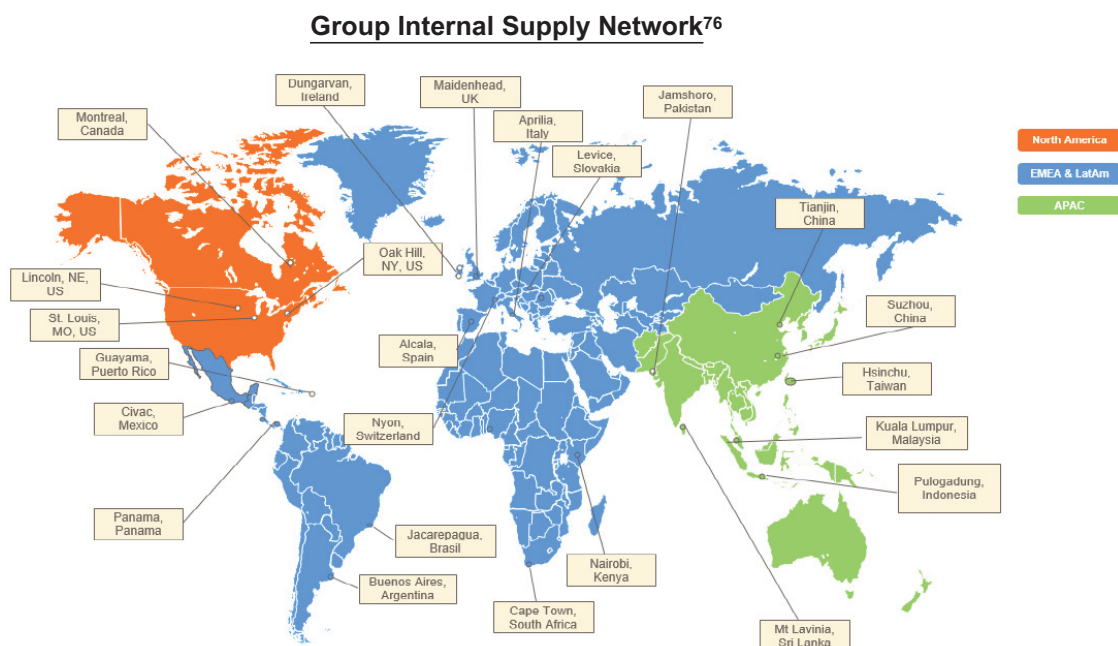 Group Internal Supply Network76
Dungarvan,
Ireland
Maidenhead,
UK
Jamshoro,
Pakistan
Montreal,
Canada
Aprilia,
Italy
Levice,
Slovakia
North America
EMEA & LatAm
APAC
Tianjin,
China
Oak Hill,
NY, US
Lincoln, NE,
US
St. Louis,
MO, US
Suzhou,
China
Alcala,
Spain
Guayama,
Puerto Rico
Hsinchu,
Taiwan
Civac,
Mexico
Nyon,
Switzerland
Kuala Lumpur,
Malaysia
Pulogadung,
Indonesia
Panama,
Panama
Jacarepagua,
Brasil
Nairobi,
Kenya
Buenos Aires,
Argentina
Cape Town,
South Africa
Mt Lavinia,
Sri Lanka